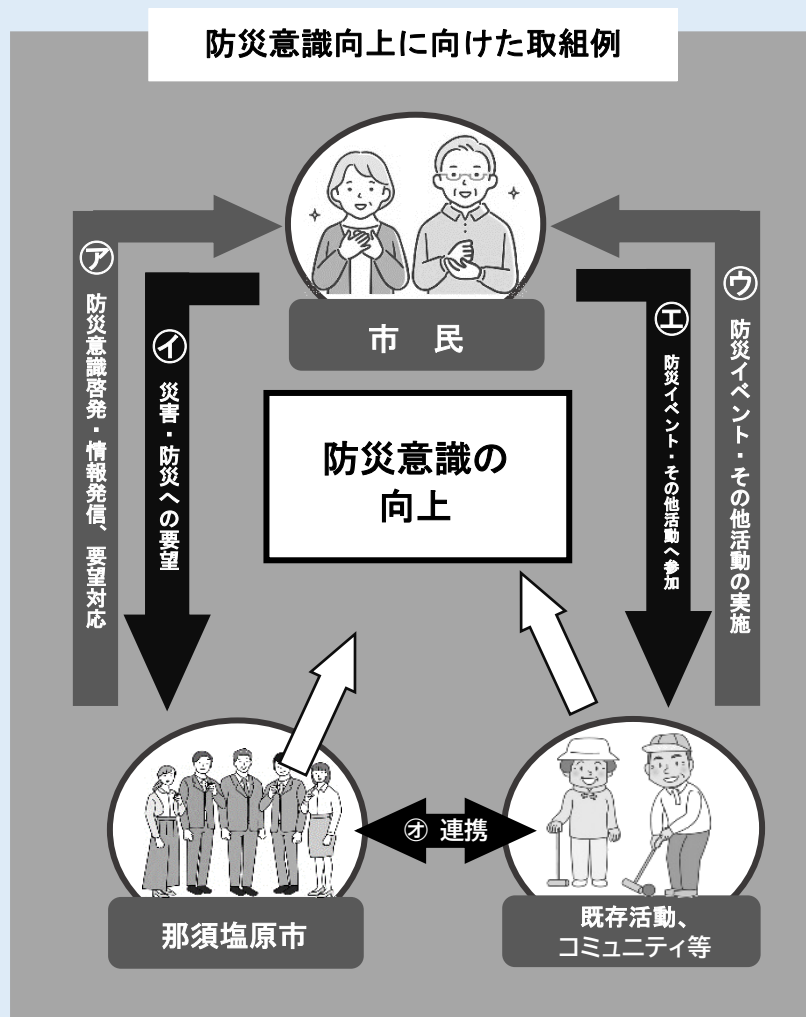 防災意識向上に向けた取組例
市　民
㋐ 防災意識啓発・情報発信、要望対応
㋑ 災害・防災への要望
㋓ 防災イベント・その他活動へ参加
㋒ 防災イベント・その他活動の実施
防災意識の
向上
㋔ 連携
那須塩原市
既存活動、
コミュニティ等